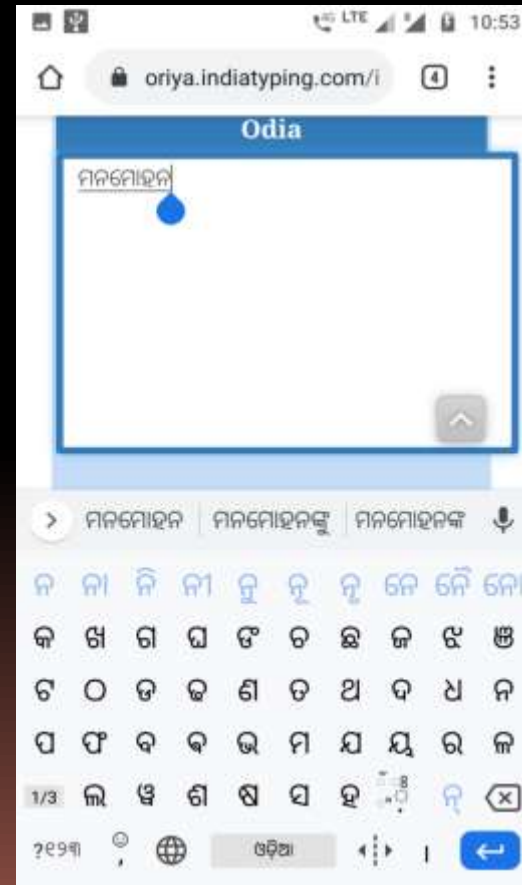 LTE 10:53
oriya.indiatyping.com/i 4
Odia
ମନମୋହନ
ମନମୋହନ ମନମୋହନଙ୍କୁ ମନମୋହନଙ୍କ
ନ ନା ନି ନୀ ନୁ ନୂ ନୃ ନେ ନୈ ନୋ
କ ଖ ଗ ଘ ଙ ଚ ଛ ଜ ଝ ଞ
ଟ ଠ ଡ ଢ ଣ ତ ଥ ଦ ଧ ନ
ପ ଫ ବ ଵ ଭ ମ ଯ ୟ ର ଳ
1/3 ଲ ୱ ଶ ଷ ସ ହ ନ୍
?୧୨୩ , ଓଡ଼ିଆ ।